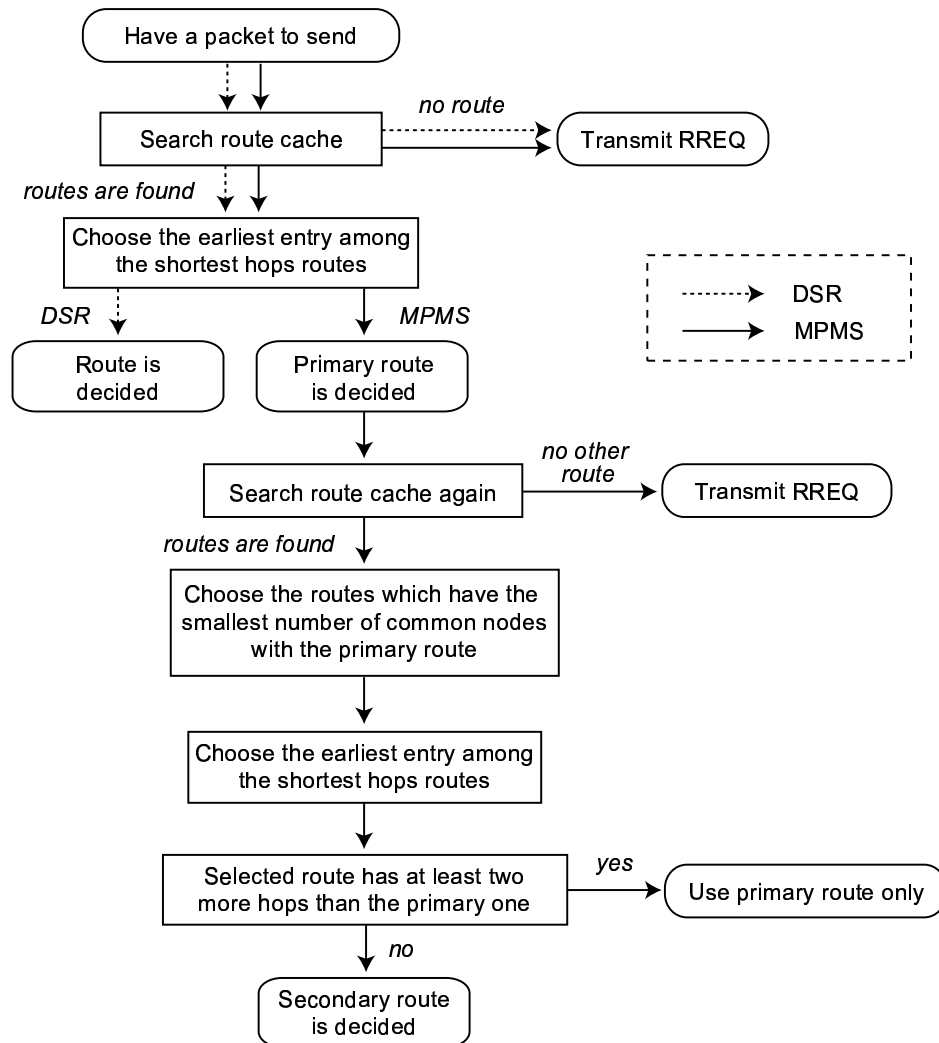 Have a packet to send
no route
Search route cache
Transmit RREQ
routes are found
Choose the earliest entry among
the shortest hops routes
DSR
MPMS
DSR
MPMS
Route is
decided
Primary route
is decided
no other
route
Search route cache again
Transmit RREQ
routes are found
Choose the routes which have the
smallest number of common nodes
with the primary route
Choose the earliest entry among
the shortest hops routes
Selected route has at least two
more hops than the primary one
yes
Use primary route only
no
Secondary route
is decided